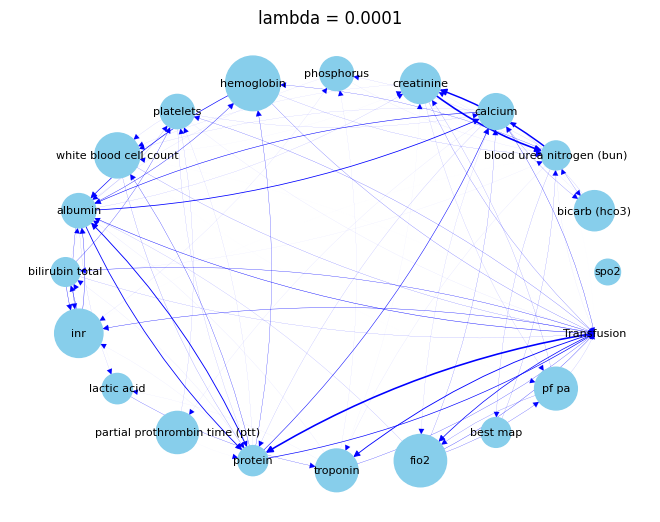 lambda = 0.0001
phosphorus
hemoglobin
creatinine
platelets
calcium
white blood cell count
blood urea nitrogen (bun)
albumin
bicarb (hco3)
bilirubin total
spo2
inr
Transfusion
lactic acid
pf pa
partial prothrombin time (ptt)
best map
protein
fio2
troponin